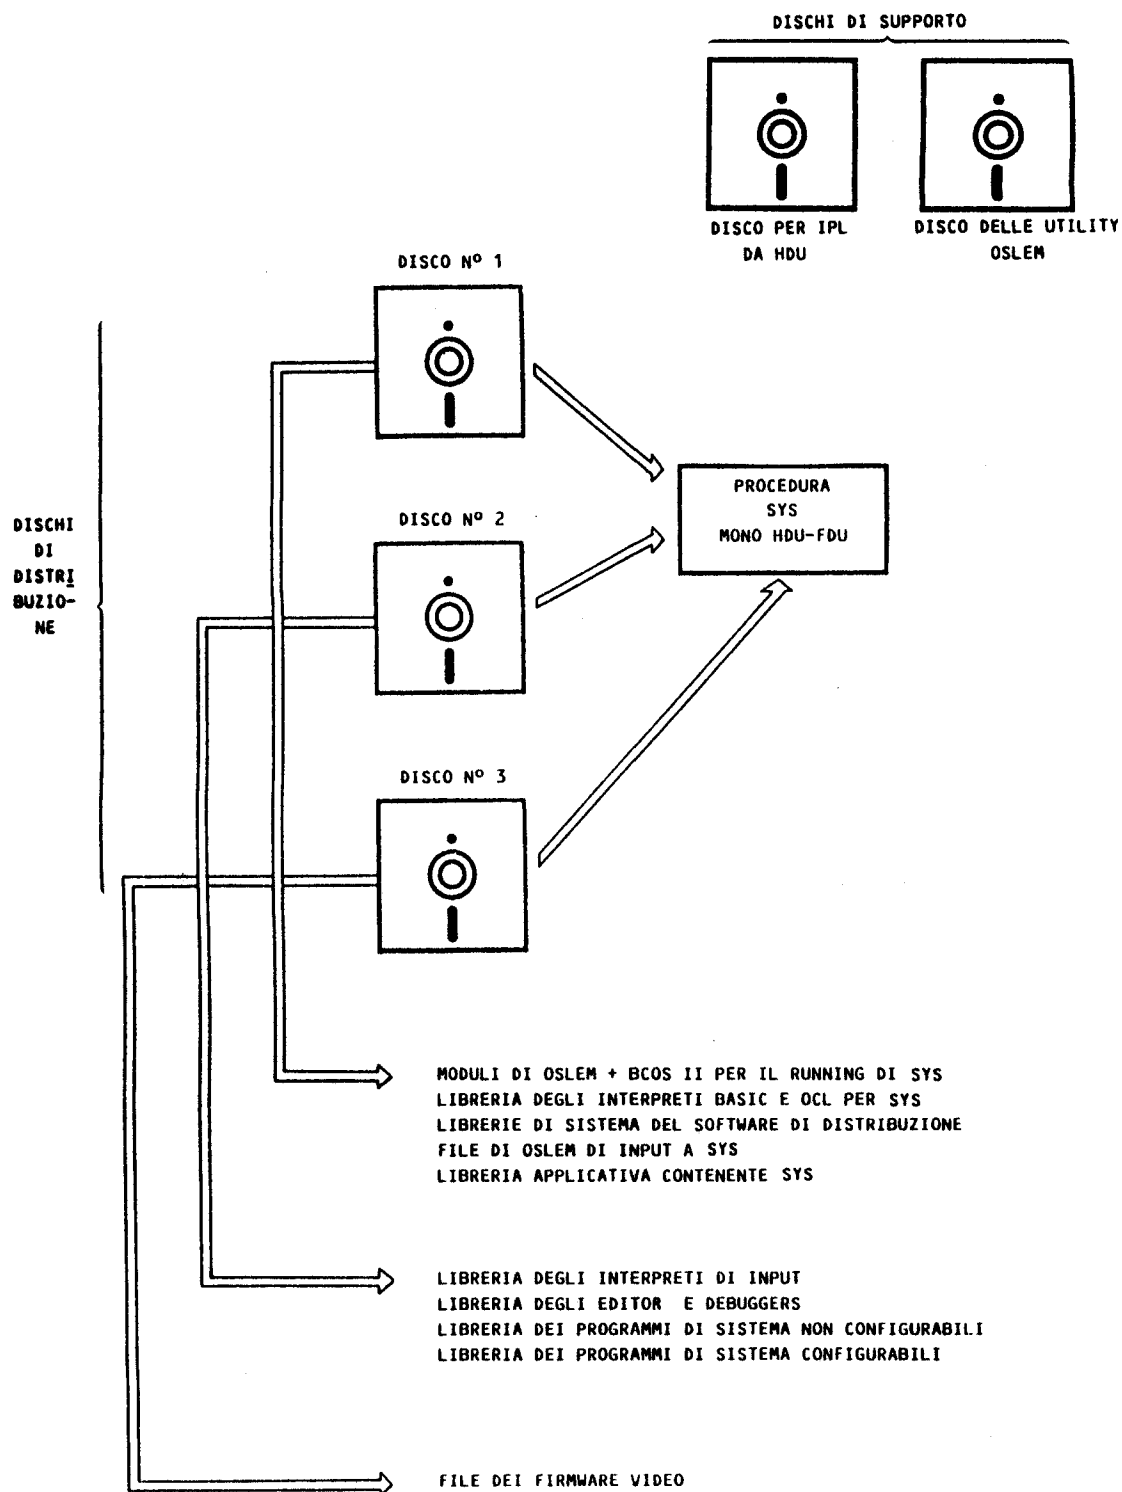 DISCHI DI SUPPORTO
DISCO PER IPL
DA HDU
DISCO DELLE UTILITY
OSLEM
DISCO Nº 1
DISCHI
DI
DISTRI
BUZIO-
NE
DISCO Nº 2
PROCEDURA
SYS
MONO HDU-FDU
DISCO Nº 3
MODULI DI OSLEM + BCOS II PER IL RUNNING DI SYS
LIBRERIA DEGLI INTERPRETI BASIC E OCL PER SYS
LIBRERIE DI SISTEMA DEL SOFTWARE DI DISTRIBUZIONE
FILE DI OSLEM DI INPUT A SYS
LIBRERIA APPLICATIVA CONTENENTE SYS
LIBRERIA DEGLI INTERPRETI DI INPUT
LIBRERIA DEGLI EDITOR E DEBUGGERS
LIBRERIA DEI PROGRAMMI DI SISTEMA NON CONFIGURABILI
LIBRERIA DEI PROGRAMMI DI SISTEMA CONFIGURABILI
FILE DEI FIRMWARE VIDEO